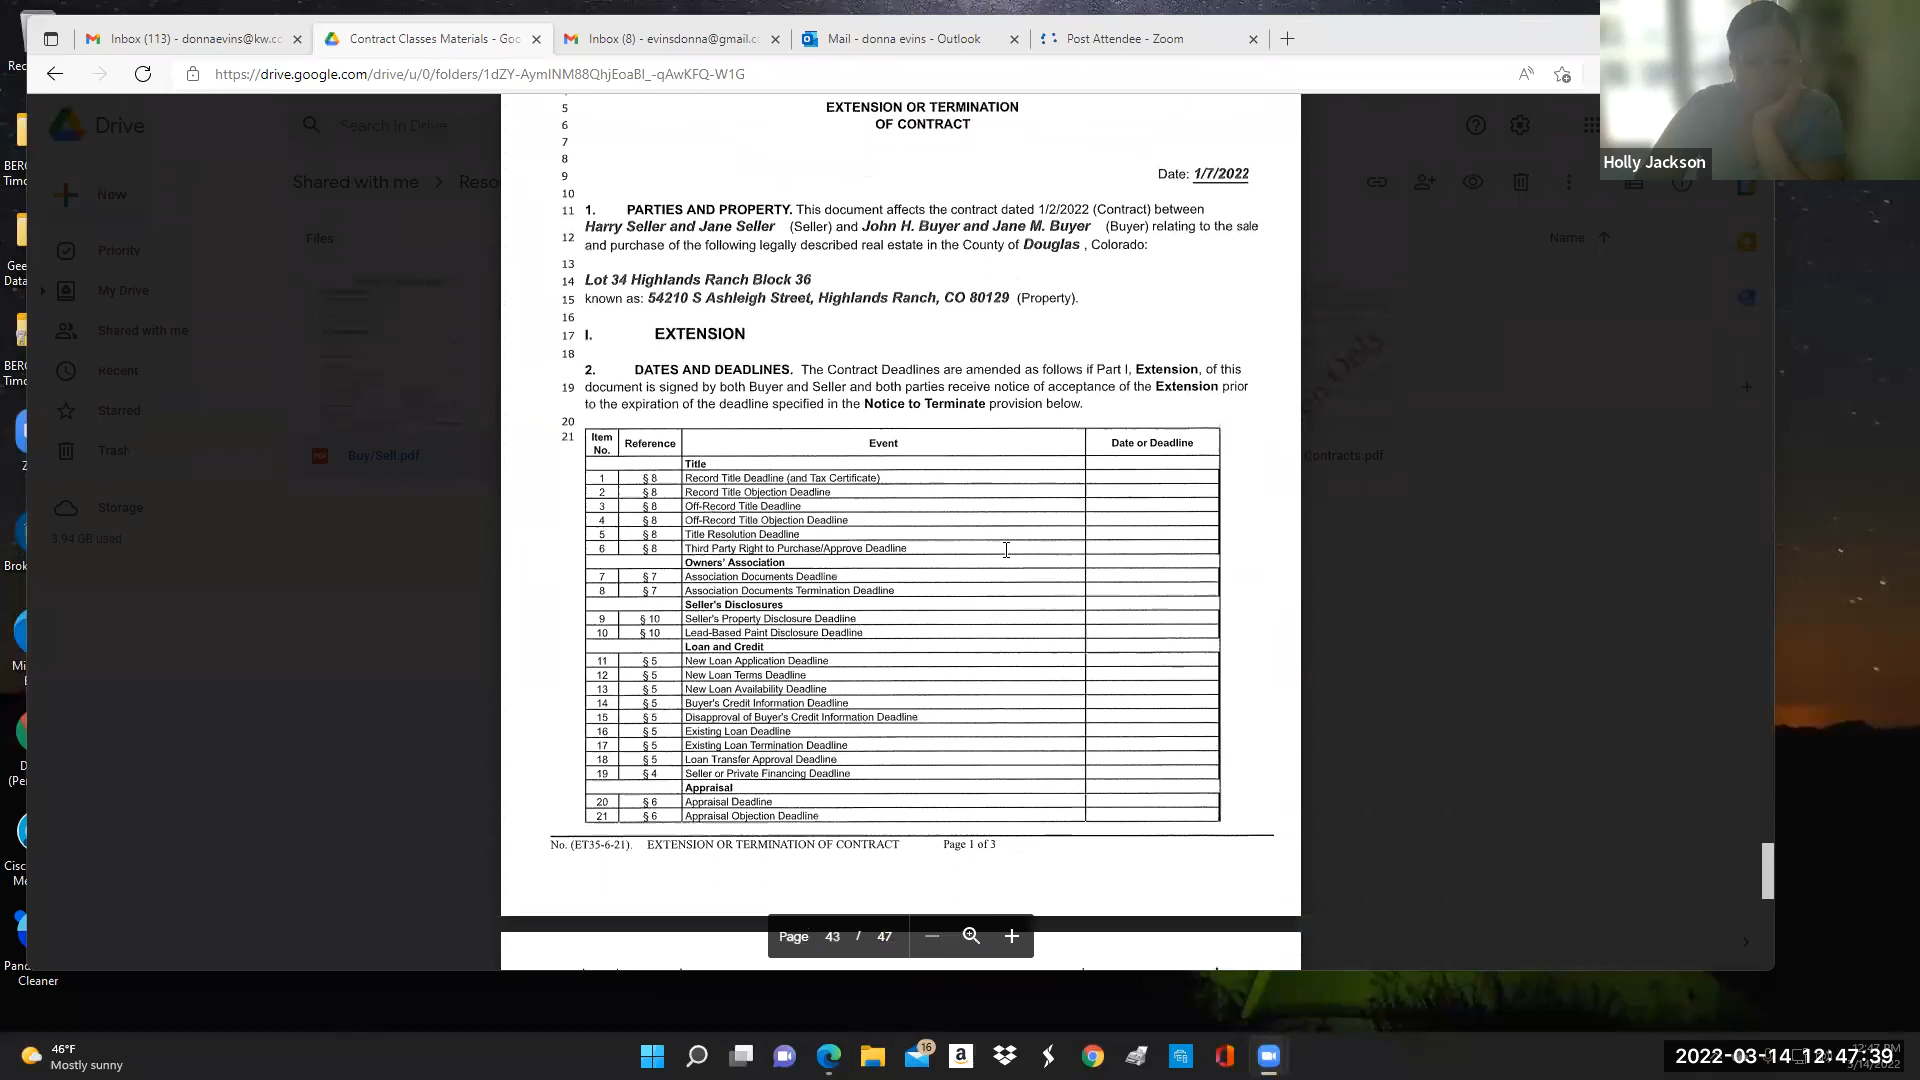 Inbox (113) - donnaevins@kw.cc
Contract Classes Materials - Goo
Inbox (8) - evinsdonna@gmail.c
Mail - donna evins - Outlook
Post Attendee - Zoom
https://drive.google.com/drive/u/0/folders/1dZY-AymINM88QhjEoaBl_-qAwKFQ-W1G
Holly Jackson
Drive
Search in Drive
New
Shared with me
Priority
My Drive
Shared with me
Recent
Starred
Trash
Storage
3.94 GB used
Files
Name
Buy/Sell.pdf
Contracts.pdf
5 EXTENSION OR TERMINATION
6 OF CONTRACT
7
8
9 Date: 1/7/2022
10
11 1. PARTIES AND PROPERTY. This document affects the contract dated 1/2/2022 (Contract) between
Harry Seller and Jane Seller (Seller) and John H. Buyer and Jane M. Buyer (Buyer) relating to the sale
12 and purchase of the following legally described real estate in the County of Douglas , Colorado:
13
14 Lot 34 Highlands Ranch Block 36
15 known as: 54210 S Ashleigh Street, Highlands Ranch, CO 80129 (Property).
16
17 I. EXTENSION
18
2. DATES AND DEADLINES. The Contract Deadlines are amended as follows if Part I, Extension, of this
19 document is signed by both Buyer and Seller and both parties receive notice of acceptance of the Extension prior
to the expiration of the deadline specified in the Notice to Terminate provision below.
20
21
Item No. Reference Event Date or Deadline
Title
1 § 8 Record Title Deadline (and Tax Certificate)
2 § 8 Record Title Objection Deadline
3 § 8 Off-Record Title Deadline
4 § 8 Off-Record Title Objection Deadline
5 § 8 Title Resolution Deadline
6 § 8 Third Party Right to Purchase/Approve Deadline
Owners' Association
7 § 7 Association Documents Deadline
8 § 7 Association Documents Termination Deadline
Seller's Disclosures
9 § 10 Seller's Property Disclosure Deadline
10 § 10 Lead-Based Paint Disclosure Deadline
Loan and Credit
11 § 5 New Loan Application Deadline
12 § 5 New Loan Terms Deadline
13 § 5 New Loan Availability Deadline
14 § 5 Buyer's Credit Information Deadline
15 § 5 Disapproval of Buyer's Credit Information Deadline
16 § 5 Existing Loan Deadline
17 § 5 Existing Loan Termination Deadline
18 § 5 Loan Transfer Approval Deadline
19 § 4 Seller or Private Financing Deadline
Appraisal
20 § 6 Appraisal Deadline
21 § 6 Appraisal Objection Deadline
No. (ET35-6-21). EXTENSION OR TERMINATION OF CONTRACT Page 1 of 3
Page 43 / 47
Cleaner
46°F
Mostly sunny
16
2022-03-14 12:47:39